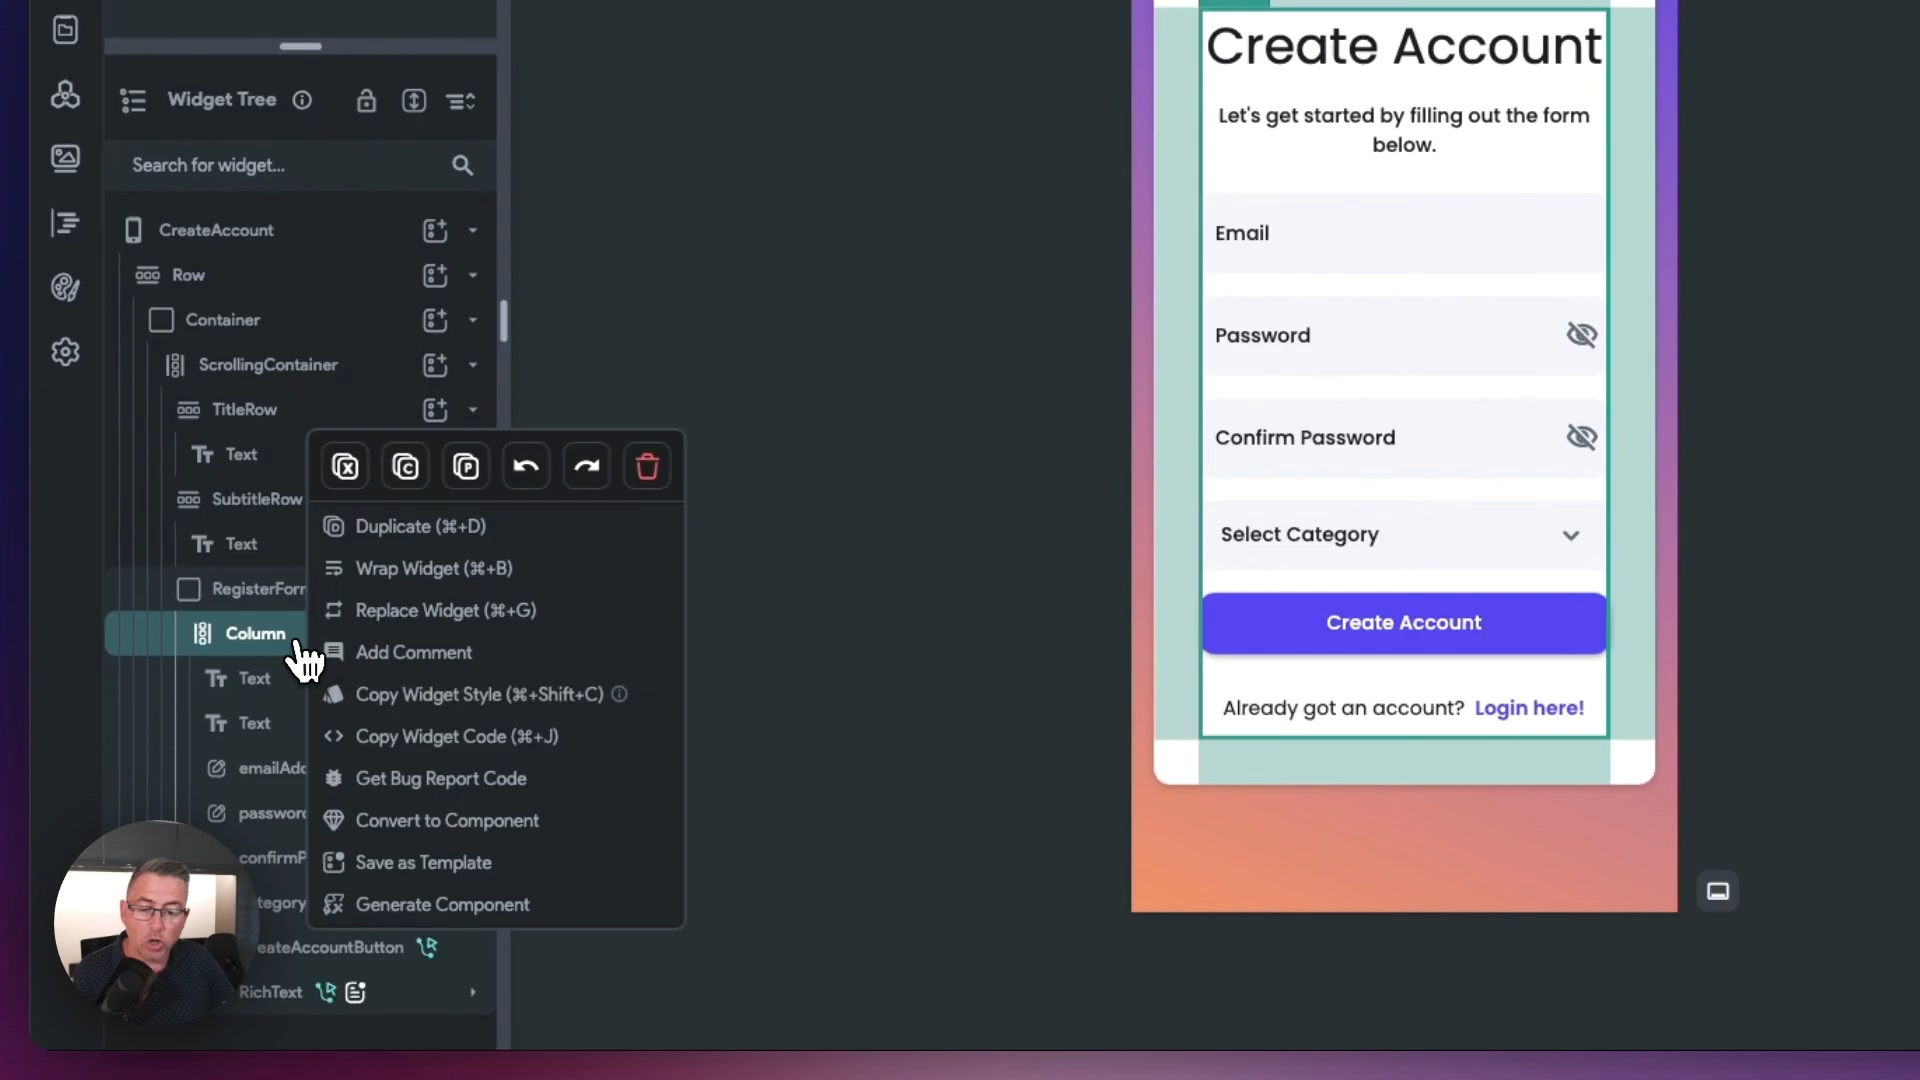 Widget Tree
Search for widget...
CreateAccount
Row
Container
ScrollingContainer
TitleRow
Text
SubtitleRow
Text
RegisterForm
Column
Text
Text
emailAdd
password
confirmP
tegory
eateAccountButton
RichText
Duplicate (⌘+D)
Wrap Widget (⌘+B)
Replace Widget (⌘+G)
Add Comment
Copy Widget Style (⌘+Shift+C)
Copy Widget Code (⌘+J)
Get Bug Report Code
Convert to Component
Save as Template
Generate Component
Create Account
Let's get started by filling out the form
below.
Email
Password
Confirm Password
Select Category
Create Account
Already got an account? Login here!